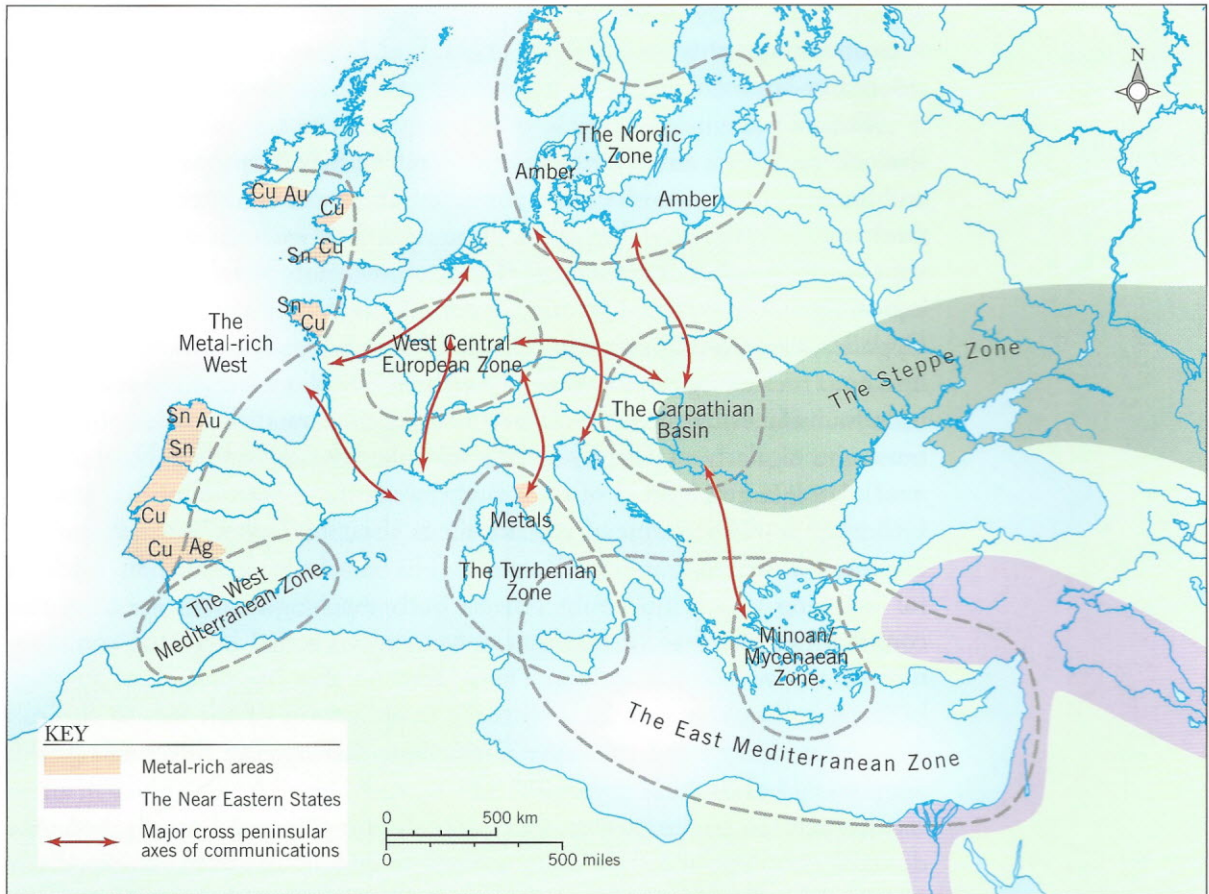 N
The Nordic
Zone
Amber
Amber
Cu Au
Cu
Sn Cu
Sn
Cu
The
Metal-rich
West
West Central
European Zone
The Steppe Zone
The Carpathian
Basin
Sn Au
Sn
Cu
Cu Ag
Metals
The West
Mediterranean Zone
The Tyrrhenian
Zone
Minoan/
Mycenaean
Zone
The East Mediterranean Zone
KEY
Metal-rich areas
The Near Eastern States
Major cross peninsular
axes of communications
0 500 km
0 500 miles